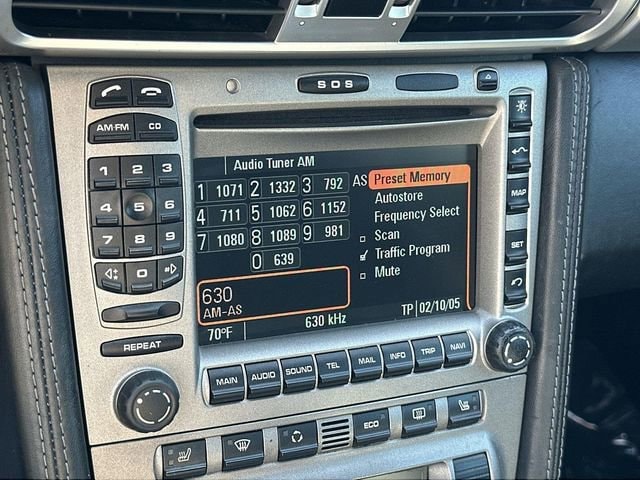 SOS
AM·FM CD
1 2 3
4 5 6
7 8 9
0
REPEAT
Audio Tuner AM
1 1071 2 1332 3 792 AS
4 711 5 1062 6 1152
7 1080 8 1089 9 981
0 639
Preset Memory
Autostore
Frequency Select
Scan
Traffic Program
Mute
630
AM-AS
70°F 630 kHz TP 02/10/05
MAP
SET
MAIN AUDIO SOUND TEL MAIL INFO TRIP NAVI
ECO